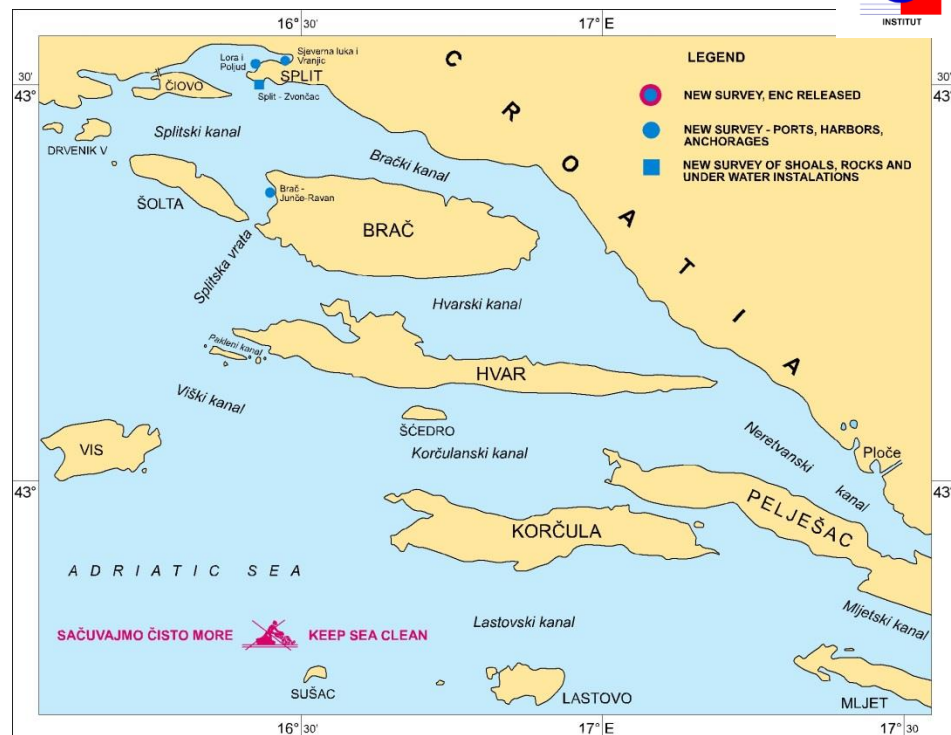 INSTITUT
16° 30'
17° E
30'
43°
30'
43°
C R O A T I A
LEGEND
NEW SURVEY, ENC RELEASED
NEW SURVEY - PORTS, HARBORS,
ANCHORAGES
NEW SURVEY OF SHOALS, ROCKS AND
UNDER WATER INSTALATIONS
Sjeverna luka i
Vranjic
Lora i
Poljud
SPLIT
Split - Zvončac
ČIOVO
DRVENIK V
Splitski kanal
Brački kanal
ŠOLTA
Brač -
Junče-Ravan
BRAČ
Splitska vrata
Hvarski kanal
Pakleni kanal
HVAR
Viški kanal
ŠĆEDRO
VIS
Korčulanski kanal
Neretvanski
kanal
Ploče
43°
43°
PELJEŠAC
KORČULA
ADRIATIC SEA
SAČUVAJMO ČISTO MORE
KEEP SEA CLEAN
Lastovski kanal
Mljetski kanal
SUŠAC
LASTOVO
MLJET
16° 30'
17° E
17° 30'